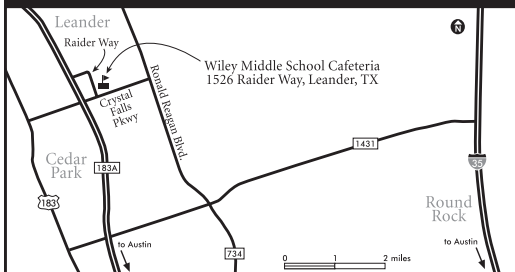 Leander
N
Raider Way
Wiley Middle School Cafeteria
1526 Raider Way, Leander, TX
Ronald Reagan Blvd.
Crystal
Falls
Pkwy
1431
Cedar
Park
183A
35
183
Round
Rock
to Austin
734
to Austin
0 1 2 miles